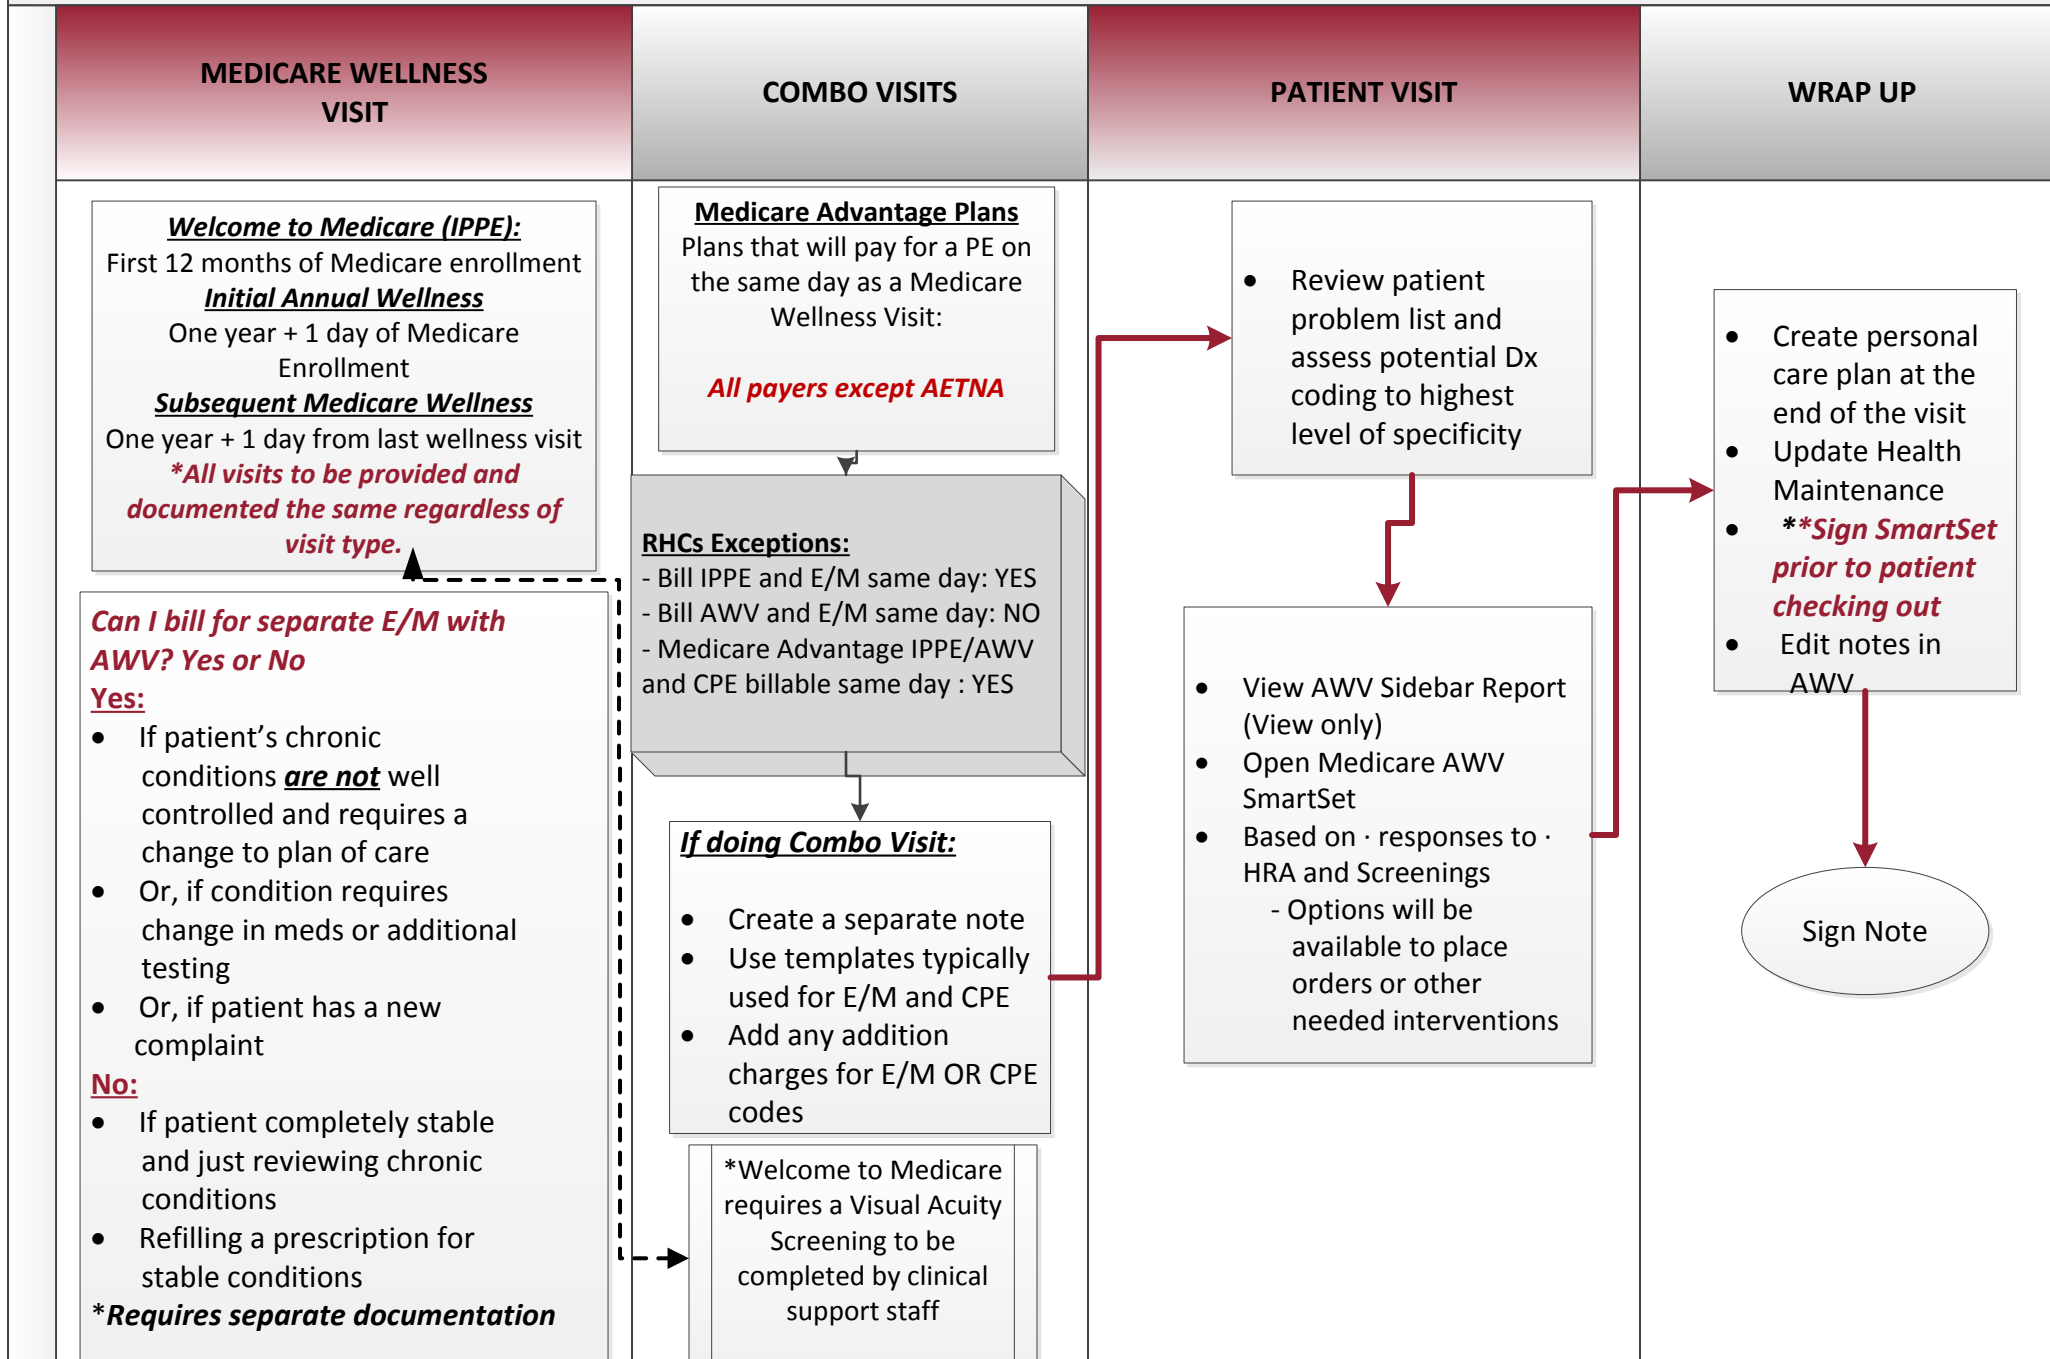 MEDICARE WELLNESS
VISIT
COMBO VISITS
PATIENT VISIT
WRAP UP
Welcome to Medicare (IPPE):
First 12 months of Medicare enrollment
Initial Annual Wellness
One year + 1 day of Medicare
Enrollment
Subsequent Medicare Wellness
One year + 1 day from last wellness visit
*All visits to be provided and
documented the same regardless of
visit type.
Can I bill for separate E/M with
AWV? Yes or No
Yes:
• If patient’s chronic
conditions are not well
controlled and requires a
change to plan of care
• Or, if condition requires
change in meds or additional
testing
• Or, if patient has a new
complaint
No:
• If patient completely stable
and just reviewing chronic
conditions
• Refilling a prescription for
stable conditions
*Requires separate documentation
Medicare Advantage Plans
Plans that will pay for a PE on
the same day as a Medicare
Wellness Visit:
All payers except AETNA
RHCs Exceptions:
- Bill IPPE and E/M same day: YES
- Bill AWV and E/M same day: NO
- Medicare Advantage IPPE/AWV
and CPE billable same day : YES
If doing Combo Visit:
• Create a separate note
• Use templates typically
used for E/M and CPE
• Add any addition
charges for E/M OR CPE
codes
*Welcome to Medicare
requires a Visual Acuity
Screening to be
completed by clinical
support staff
• Review patient
problem list and
assess potential Dx
coding to highest
level of specificity
• View AWV Sidebar Report
(View only)
• Open Medicare AWV
SmartSet
• Based on · responses to ·
HRA and Screenings
- Options will be
available to place
orders or other
needed interventions
• Create personal
care plan at the
end of the visit
• Update Health
Maintenance
• **Sign SmartSet
prior to patient
checking out
• Edit notes in
AWV
Sign Note